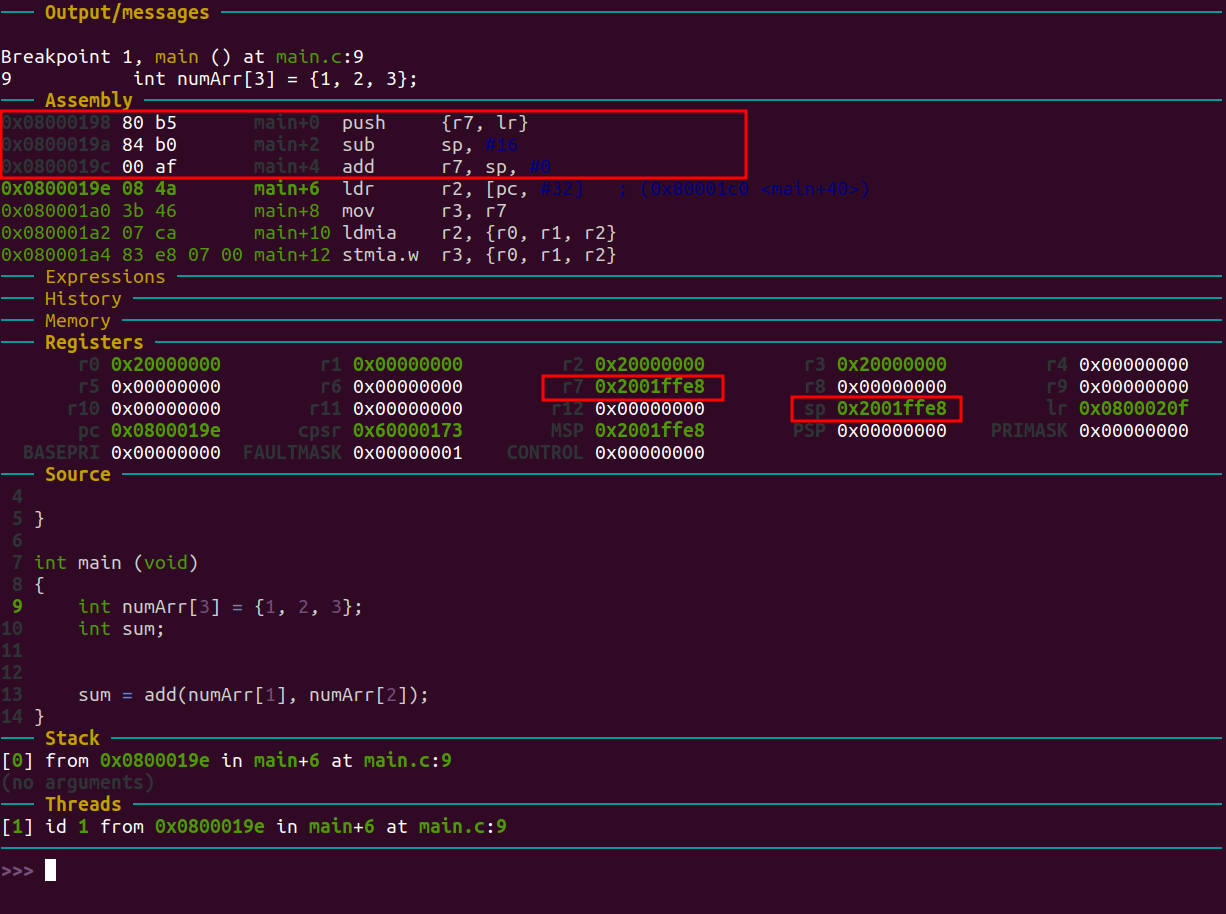 Output/messages
Breakpoint 1, main () at main.c:9
9 int numArr[3] = {1, 2, 3};
Assembly
0x08000198 80 b5 main+0 push {r7, lr}
0x0800019a 84 b0 main+2 sub sp, #16
0x0800019c 00 af main+4 add r7, sp, #0
0x0800019e 08 4a main+6 ldr r2, [pc, #32] ; (0x80001c0 <main+40>)
0x080001a0 3b 46 main+8 mov r3, r7
0x080001a2 07 ca main+10 ldmia r2, {r0, r1, r2}
0x080001a4 83 e8 07 00 main+12 stmia.w r3, {r0, r1, r2}
Expressions
History
Memory
Registers
r0 0x20000000 r1 0x00000000 r2 0x20000000 r3 0x20000000 r4 0x00000000
r5 0x00000000 r6 0x00000000 r7 0x2001ffe8 r8 0x00000000 r9 0x00000000
r10 0x00000000 r11 0x00000000 r12 0x00000000 sp 0x2001ffe8 lr 0x0800020f
pc 0x0800019e cpsr 0x60000173 MSP 0x2001ffe8 PSP 0x00000000 PRIMASK 0x00000000
BASEPRI 0x00000000 FAULTMASK 0x00000001 CONTROL 0x00000000
Source
4
5 }
6
7 int main (void)
8 {
9 int numArr[3] = {1, 2, 3};
10 int sum;
11
12
13 sum = add(numArr[1], numArr[2]);
14 }
Stack
[0] from 0x0800019e in main+6 at main.c:9
(no arguments)
Threads
[1] id 1 from 0x0800019e in main+6 at main.c:9
>>>